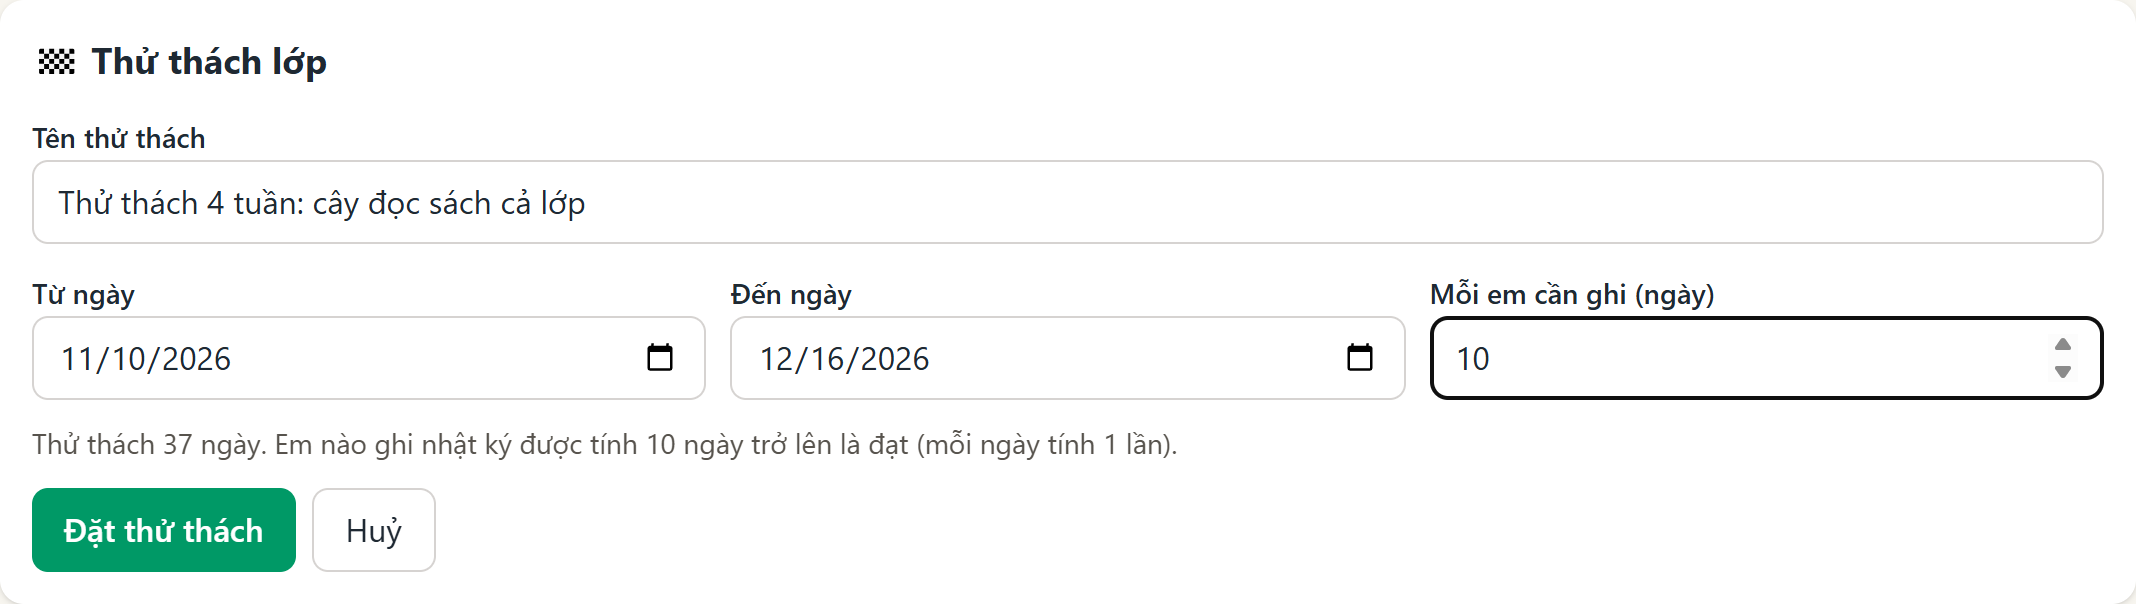 Thử thách lớp
Tên thử thách
Thử thách 4 tuần: cây đọc sách cả lớp
Từ ngày
Đến ngày
Mỗi em cần ghi (ngày)
11/10/2026
12/16/2026
10
Thử thách 37 ngày. Em nào ghi nhật ký được tính 10 ngày trở lên là đạt (mỗi ngày tính 1 lần).
Đặt thử thách
Huỷ